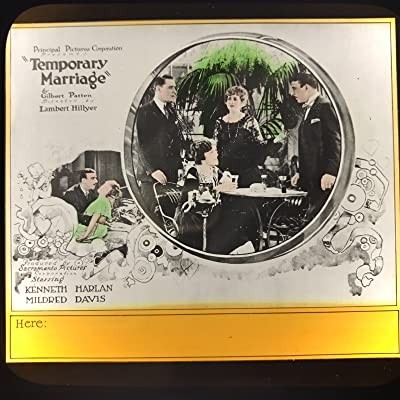 Principal Pictures Corporation
Presents
"Temporary
Marriage"
by
Gilbert Patten
Directed by
Lambert Hillyer
Produced by
Sacramento Pictures
Corporation
Starring
KENNETH HARLAN
MILDRED DAVIS
Here: